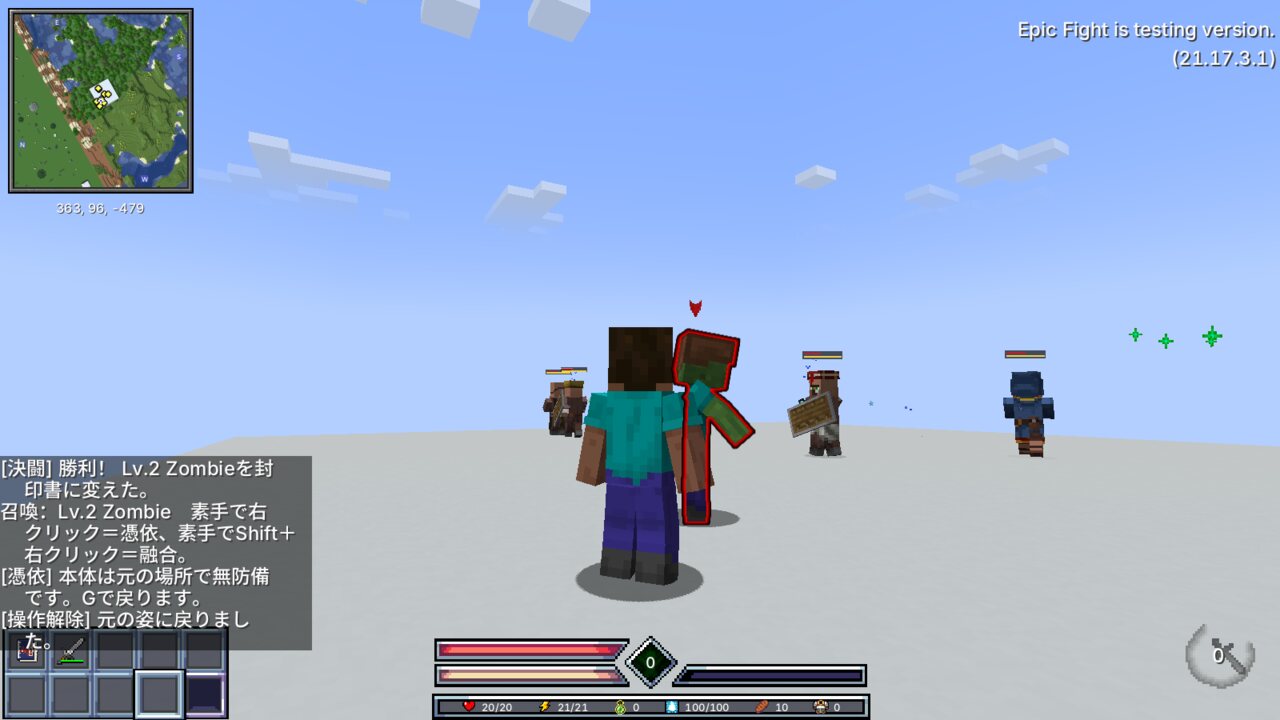 Epic Fight is testing version.
(21.17.3.1)
E
S
N
W
363, 96, -479
[決闘] 勝利! Lv.2 Zombieを封
印書に変えた。
召喚: Lv.2 Zombie 素手で右
クリック＝憑依、素手でShift＋
右クリック＝融合。
[憑依] 本体は元の場所で無防備
です。Gで戻ります。
[操作解除] 元の姿に戻りまし
た。
0
0
20/20 21/21 0 100/100 10 0